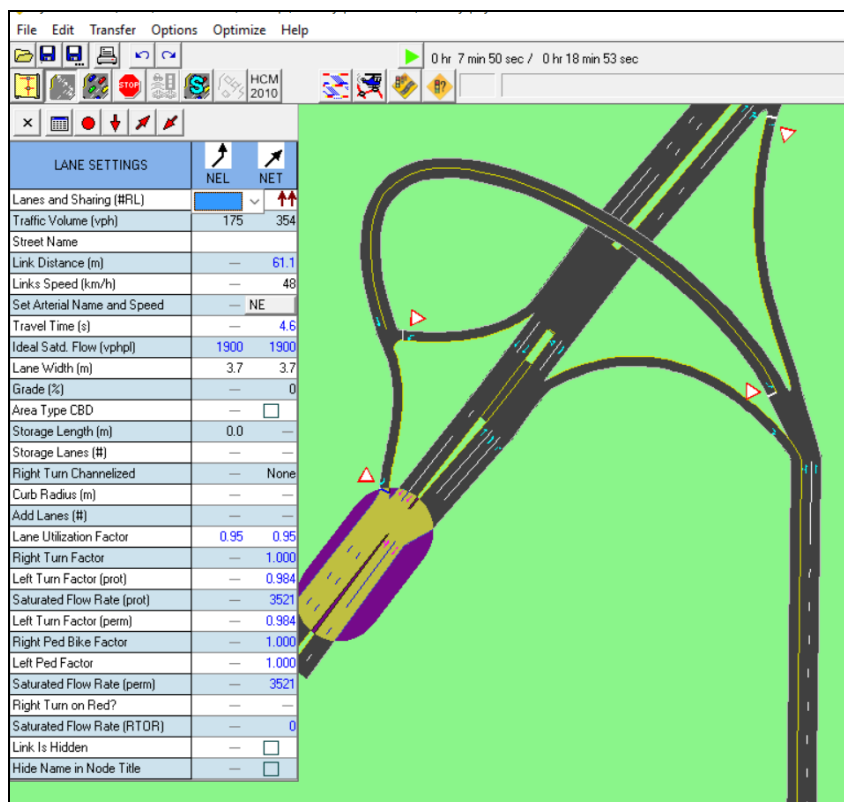 File Edit Transfer Options Optimize Help
0 hr 7 min 50 sec / 0 hr 18 min 53 sec
STOP S HCM 2010 ?
LANE SETTINGS NEL NET
Lanes and Sharing (#RL)
Traffic Volume (vph) 175 354
Street Name
Link Distance (m) — 61.1
Links Speed (km/h) — 48
Set Arterial Name and Speed — NE
Travel Time (s) — 4.6
Ideal Satd. Flow (vphpl) 1900 1900
Lane Width (m) 3.7 3.7
Grade (%) — 0
Area Type CBD —
Storage Length (m) 0.0 —
Storage Lanes (#) — —
Right Turn Channelized — None
Curb Radius (m) — —
Add Lanes (#) — —
Lane Utilization Factor 0.95 0.95
Right Turn Factor — 1.000
Left Turn Factor (prot) — 0.984
Saturated Flow Rate (prot) — 3521
Left Turn Factor (perm) — 0.984
Right Ped Bike Factor — 1.000
Left Ped Factor — 1.000
Saturated Flow Rate (perm) — 3521
Right Turn on Red? — —
Saturated Flow Rate (RTOR) — 0
Link Is Hidden —
Hide Name in Node Title —